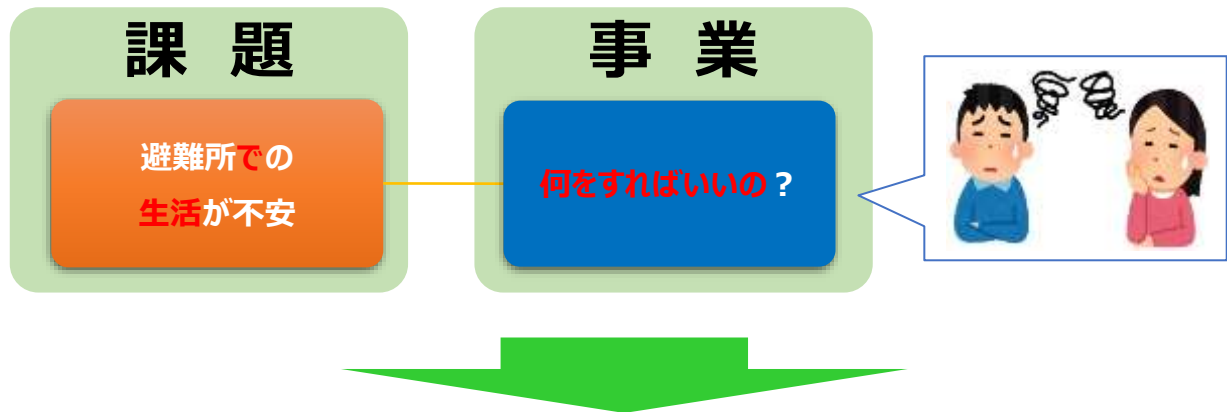 課 題
事 業
避難所での
生活が不安
何をすればいいの?